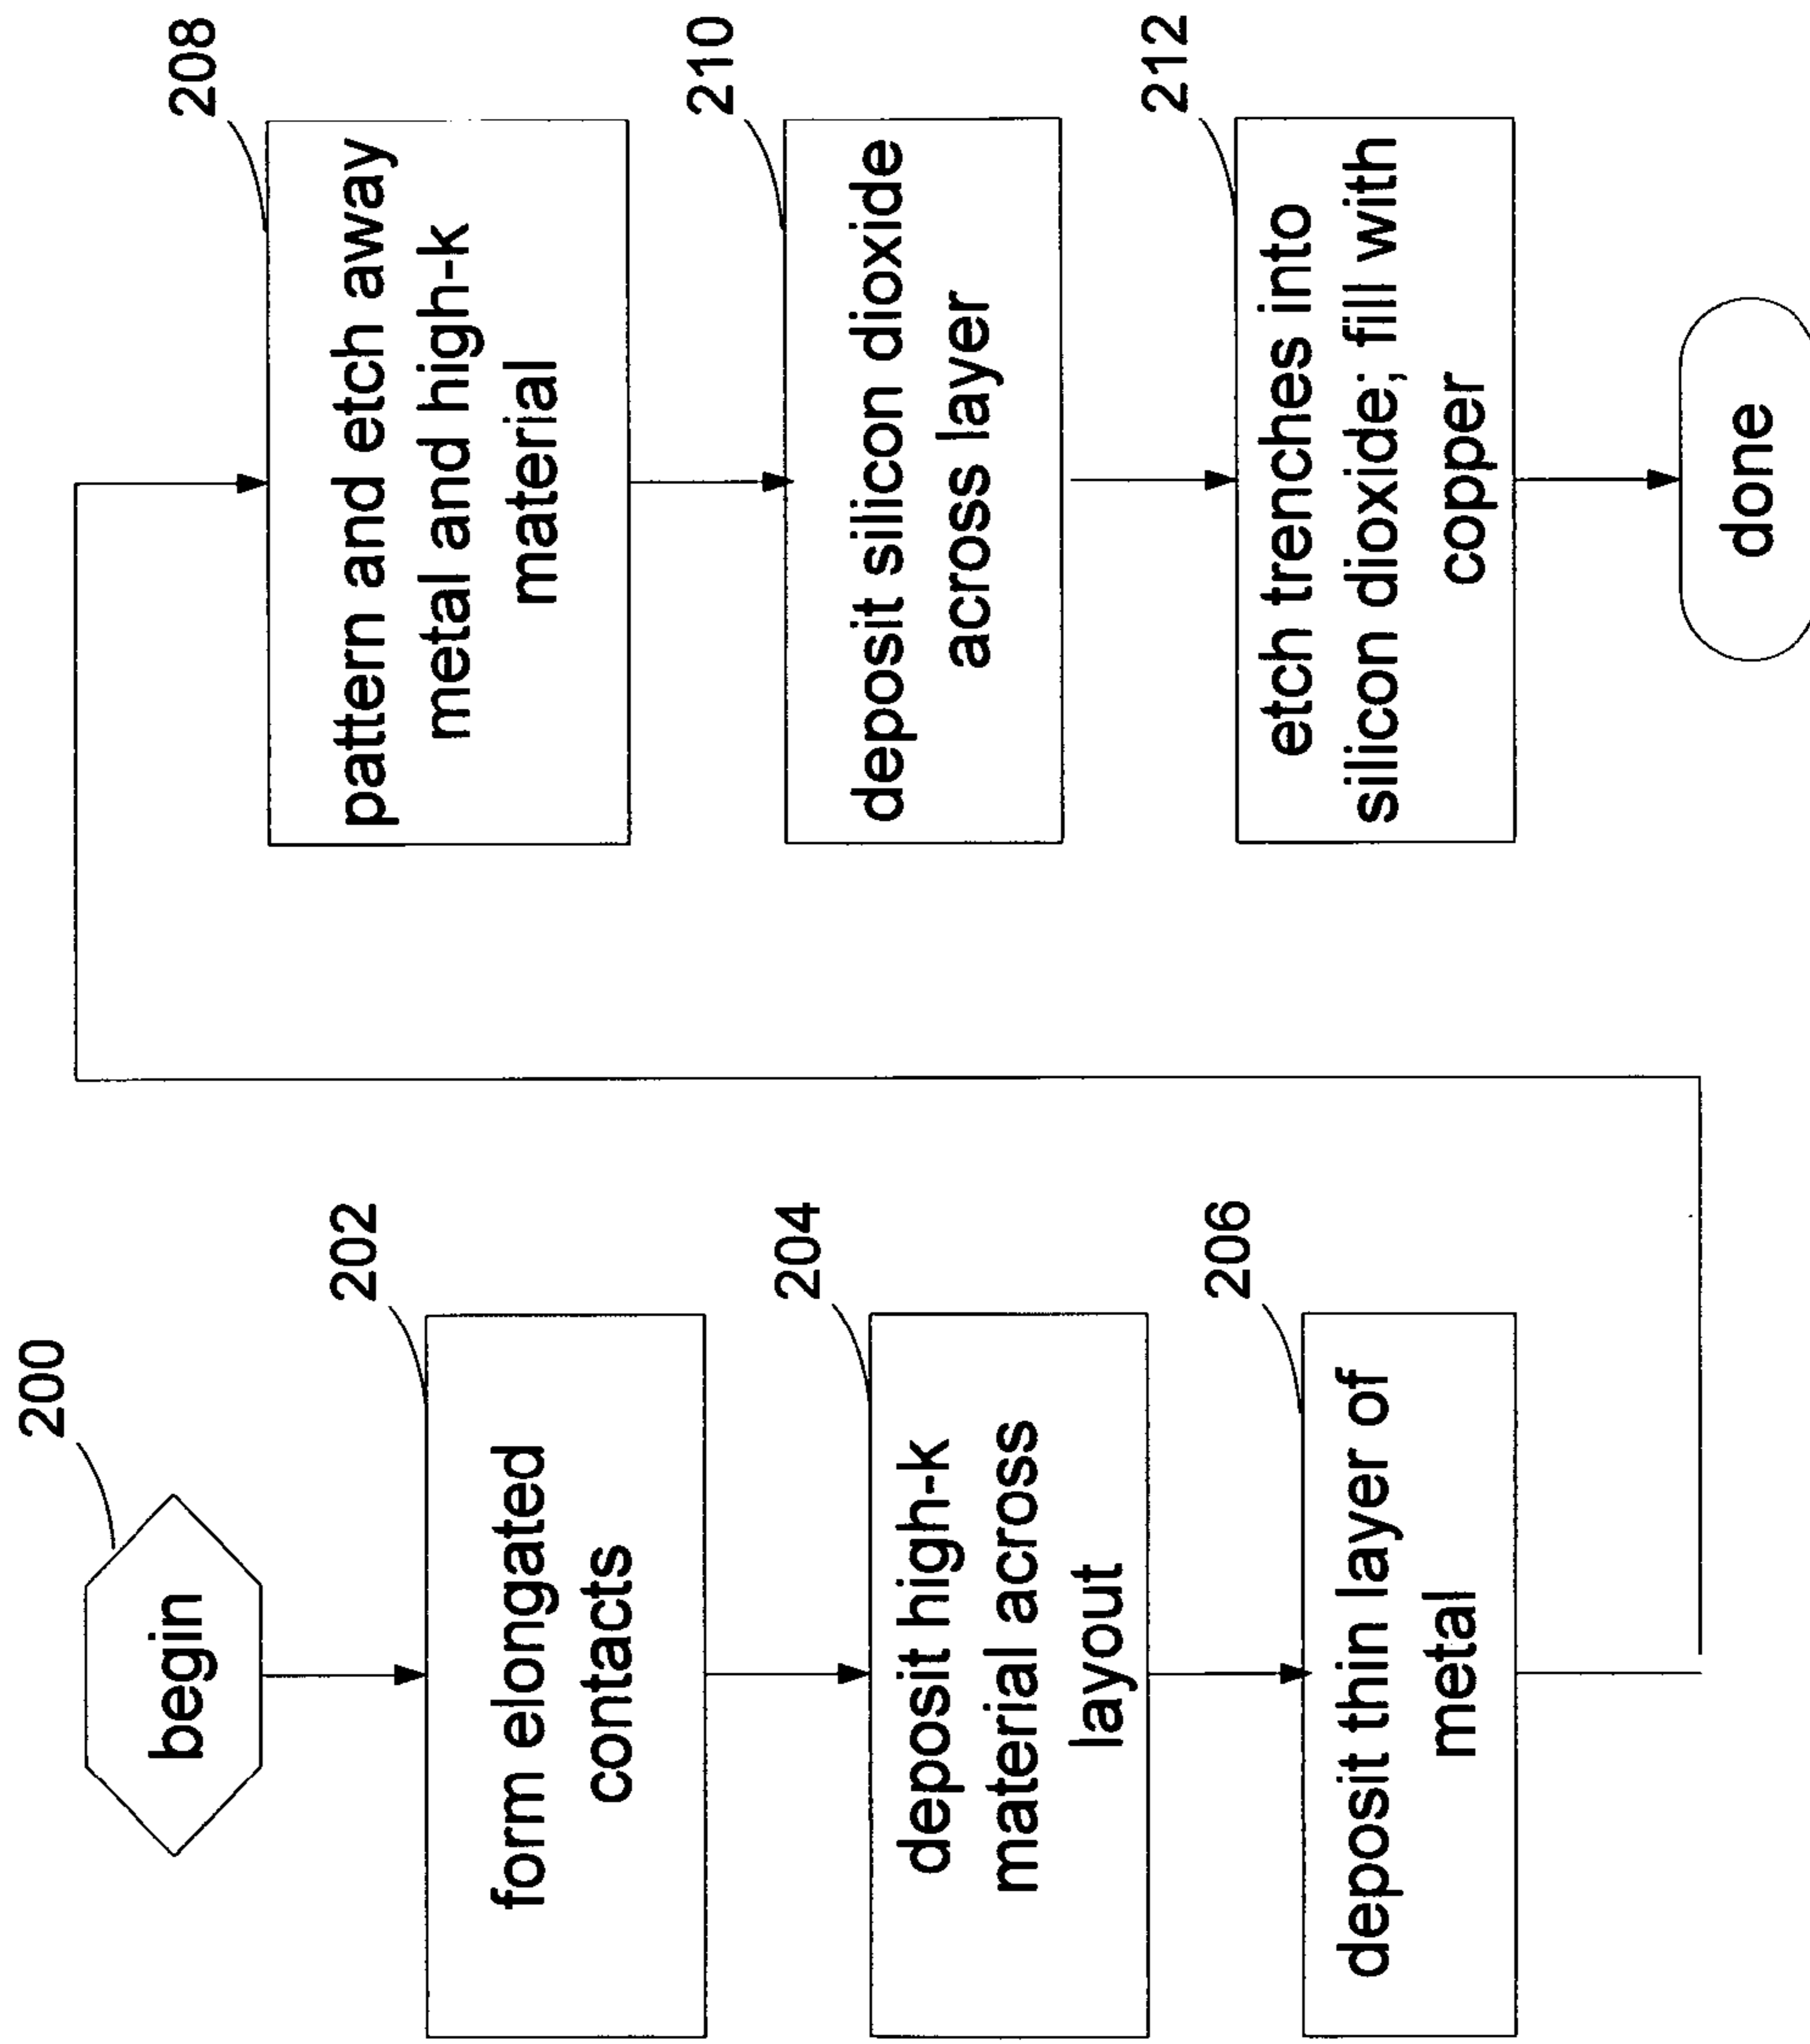 200
begin
202
form elongated
contacts
204
deposit high-k
material across
layout
206
deposit thin layer of
metal
208
pattern and etch away
metal and high-k
material
210
deposit silicon dioxide
across layer
212
etch trenches into
silicon dioxide; fill with
copper
done